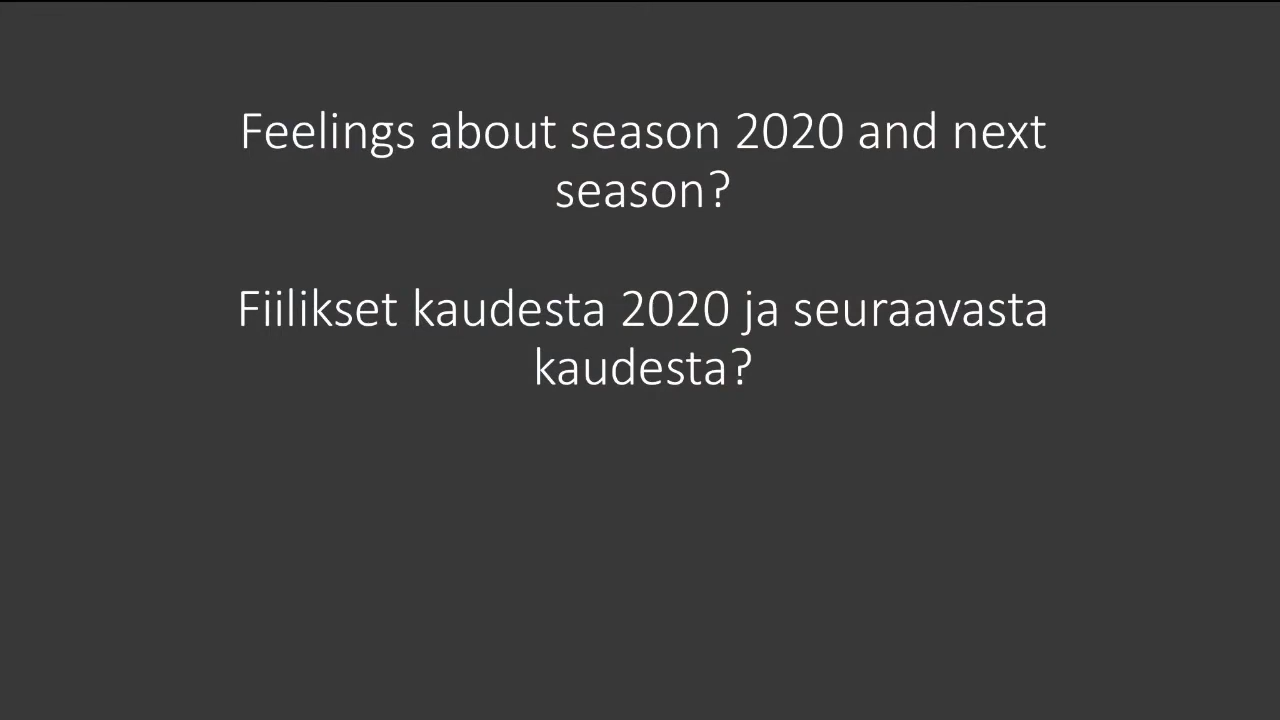 Feelings about season 2020 and next
season?
Fiilikset kaudesta 2020 ja seuraavasta
kaudesta?